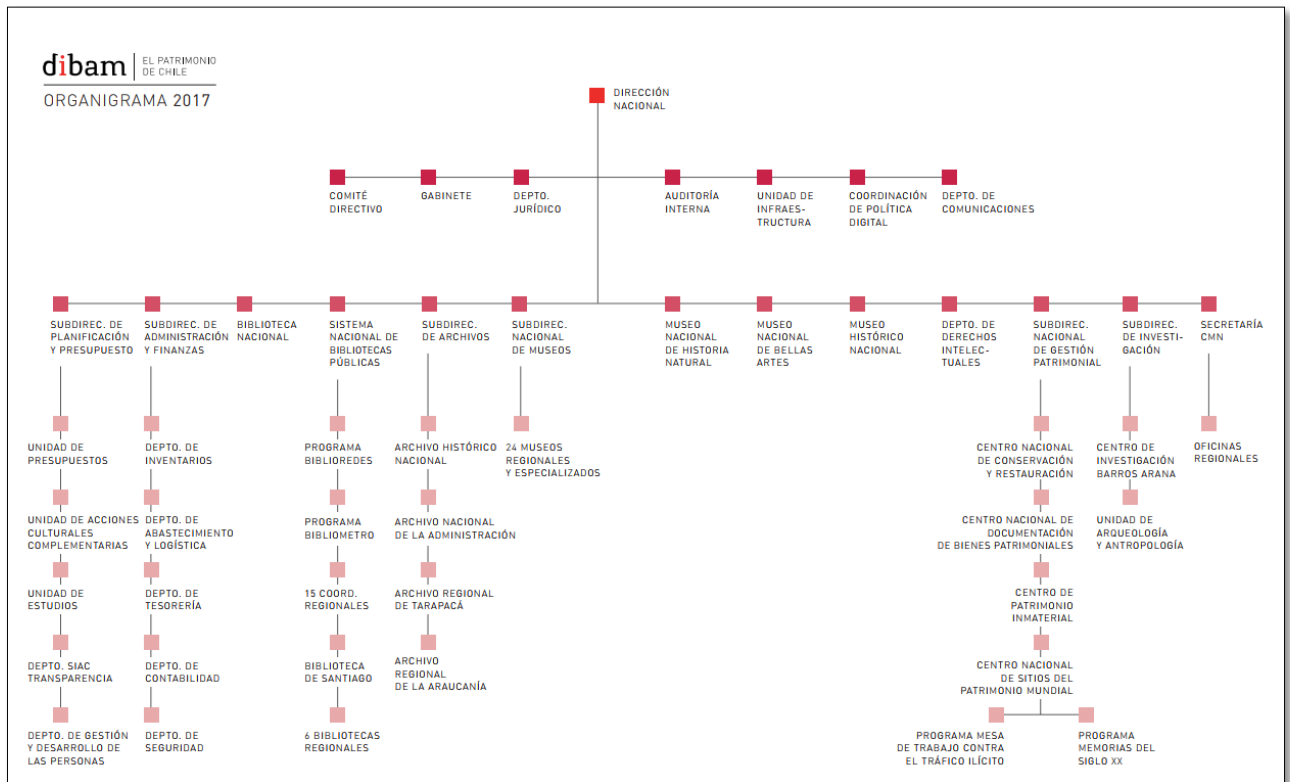 dibam
EL PATRIMONIO
DE CHILE
ORGANIGRAMA 2017
DIRECCIÓN
NACIONAL
COMITÉ
DIRECTIVO
GABINETE
DEPTO.
JURÍDICO
AUDITORÍA
INTERNA
UNIDAD DE
INFRAES-
TRUCTURA
COORDINACIÓN
DE POLÍTICA
DIGITAL
DEPTO. DE
COMUNICACIONES
SUBDIREC. DE
PLANIFICACIÓN
Y PRESUPUESTO
SUBDIREC. DE
ADMINISTRACIÓN
Y FINANZAS
BIBLIOTECA
NACIONAL
SISTEMA
NACIONAL DE
BIBLIOTECAS
PÚBLICAS
SUBDIREC.
DE ARCHIVOS
SUBDIREC.
NACIONAL
DE MUSEOS
MUSEO
NACIONAL
DE HISTORIA
NATURAL
MUSEO
NACIONAL
DE BELLAS
ARTES
MUSEO
HISTÓRICO
NACIONAL
DEPTO. DE
DERECHOS
INTELEC-
TUALES
SUBDIREC.
NACIONAL
DE GESTIÓN
PATRIMONIAL
SUBDIREC.
DE INVESTI-
GACIÓN
SECRETARÍA
CMN
UNIDAD DE
PRESUPUESTOS
UNIDAD DE ACCIONES
CULTURALES
COMPLEMENTARIAS
UNIDAD DE
ESTUDIOS
DEPTO. SIAC
TRANSPARENCIA
DEPTO. DE GESTIÓN
Y DESARROLLO DE
LAS PERSONAS
DEPTO. DE
INVENTARIOS
DEPTO. DE
ABASTECIMIENTO
Y LOGÍSTICA
DEPTO. DE
TESORERÍA
DEPTO. DE
CONTABILIDAD
DEPTO. DE
SEGURIDAD
PROGRAMA
BIBLIOREDES
PROGRAMA
BIBLIOMETRO
15 COORD.
REGIONALES
BIBLIOTECA
DE SANTIAGO
6 BIBLIOTECAS
REGIONALES
ARCHIVO HISTÓRICO
NACIONAL
ARCHIVO NACIONAL
DE LA ADMINISTRACIÓN
ARCHIVO REGIONAL
DE TARAPACÁ
ARCHIVO
REGIONAL
DE LA ARAUCANÍA
24 MUSEOS
REGIONALES
Y ESPECIALIZADOS
CENTRO NACIONAL
DE CONSERVACIÓN
Y RESTAURACIÓN
CENTRO NACIONAL DE
DOCUMENTACIÓN
DE BIENES PATRIMONIALES
CENTRO DE
PATRIMONIO
INMATERIAL
CENTRO NACIONAL
DE SITIOS DEL
PATRIMONIO MUNDIAL
PROGRAMA MESA
DE TRABAJO CONTRA
EL TRÁFICO ILÍCITO
PROGRAMA
MEMORIAS DEL
SIGLO XX
CENTRO DE
INVESTIGACIÓN
BARROS ARANA
UNIDAD DE
ARQUEOLOGÍA
Y ANTROPOLOGÍA
OFICINAS
REGIONALES